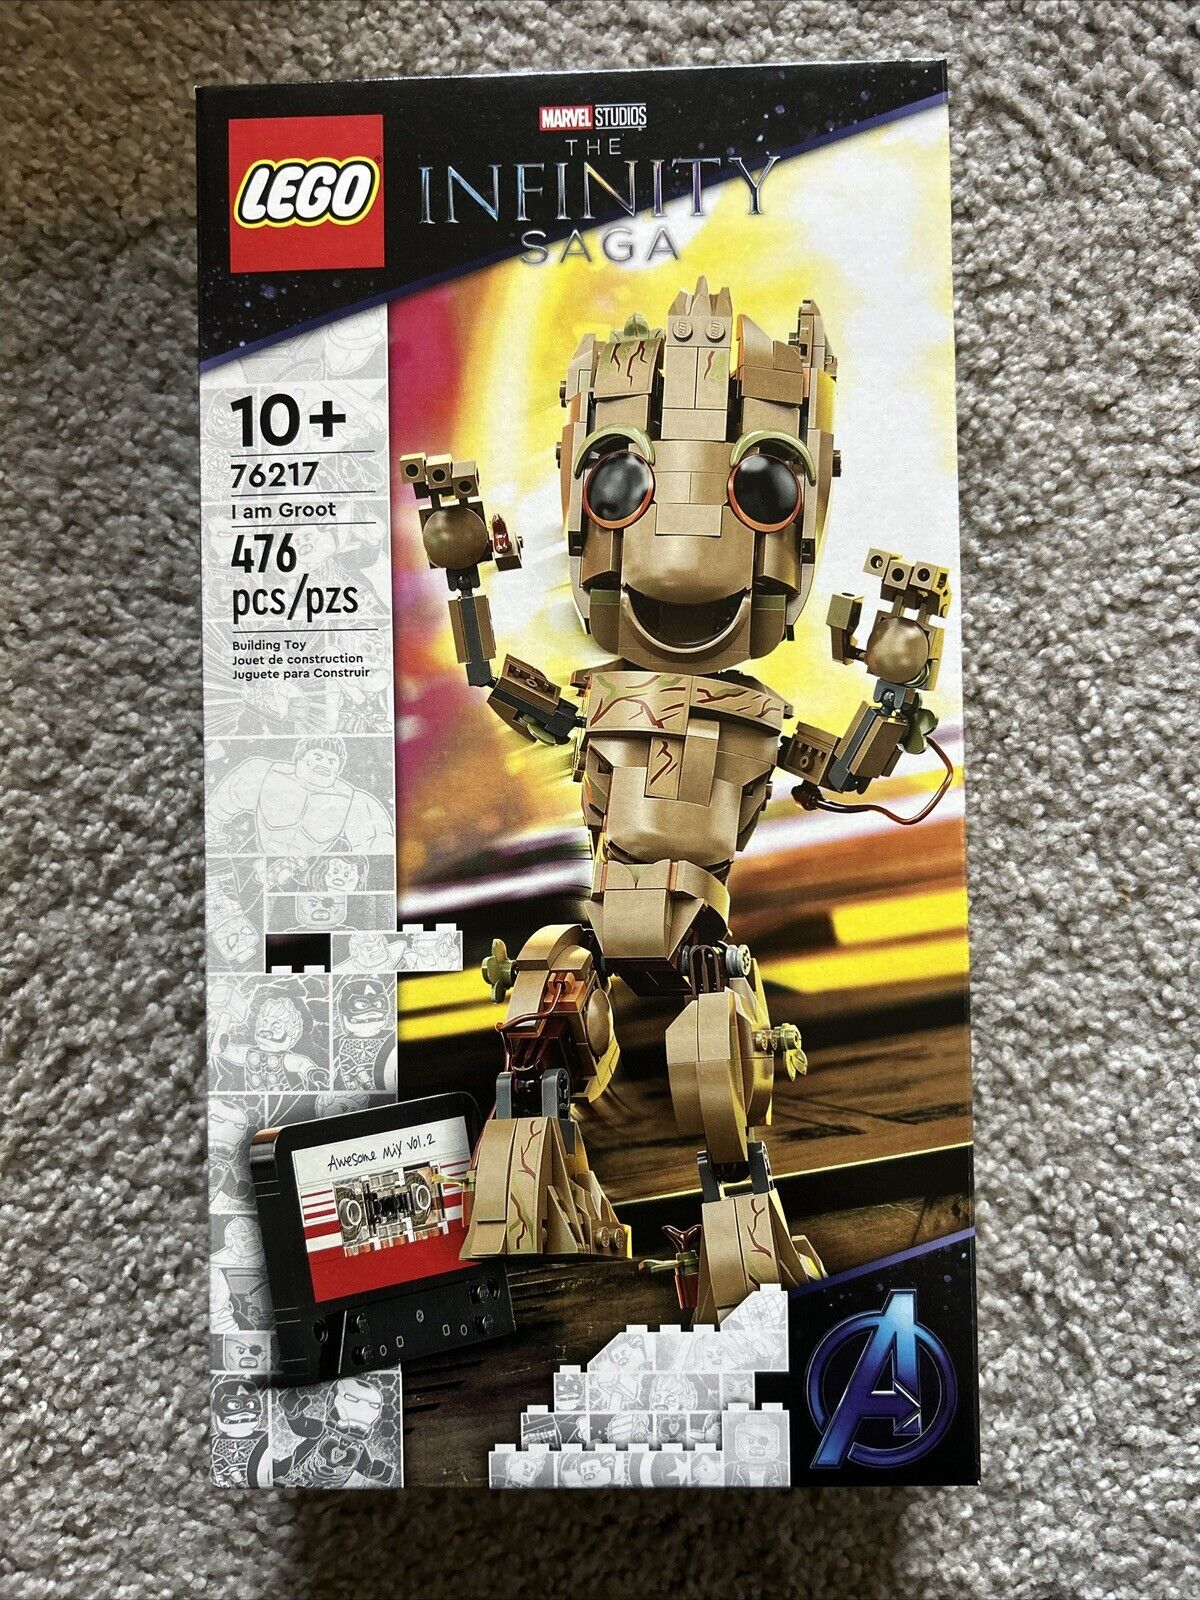 MARVEL STUDIOS
THE
INFINITY
SAGA
LEGO®
10+
76217
I am Groot
476
pcs/pzs
Building Toy
Jouet de construction
Juguete para Construir
Awesome Mix Vol. 2